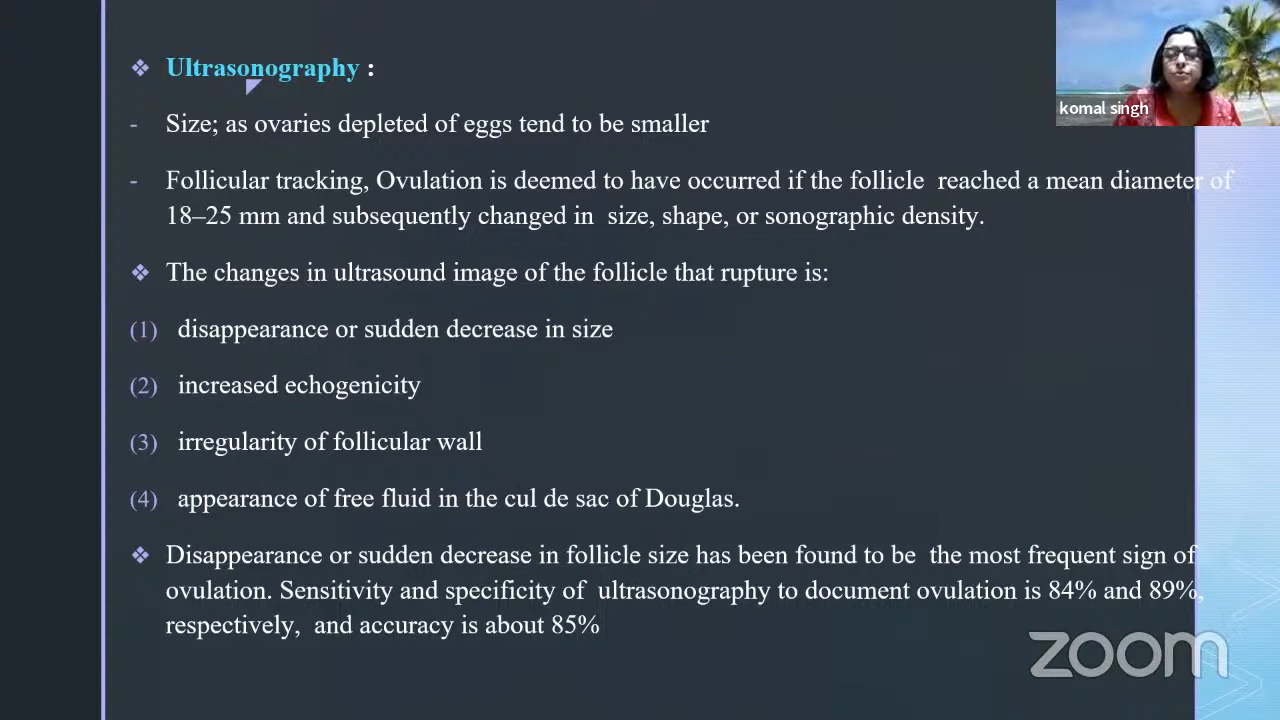 ❖ Ultrasonography :
- Size; as ovaries depleted of eggs tend to be smaller
- Follicular tracking, Ovulation is deemed to have occurred if the follicle reached a mean diameter of
18–25 mm and subsequently changed in size, shape, or sonographic density.
❖ The changes in ultrasound image of the follicle that rupture is:
(1) disappearance or sudden decrease in size
(2) increased echogenicity
(3) irregularity of follicular wall
(4) appearance of free fluid in the cul de sac of Douglas.
❖ Disappearance or sudden decrease in follicle size has been found to be the most frequent sign of
ovulation. Sensitivity and specificity of ultrasonography to document ovulation is 84% and 89%,
respectively, and accuracy is about 85%
komal singh
zoom